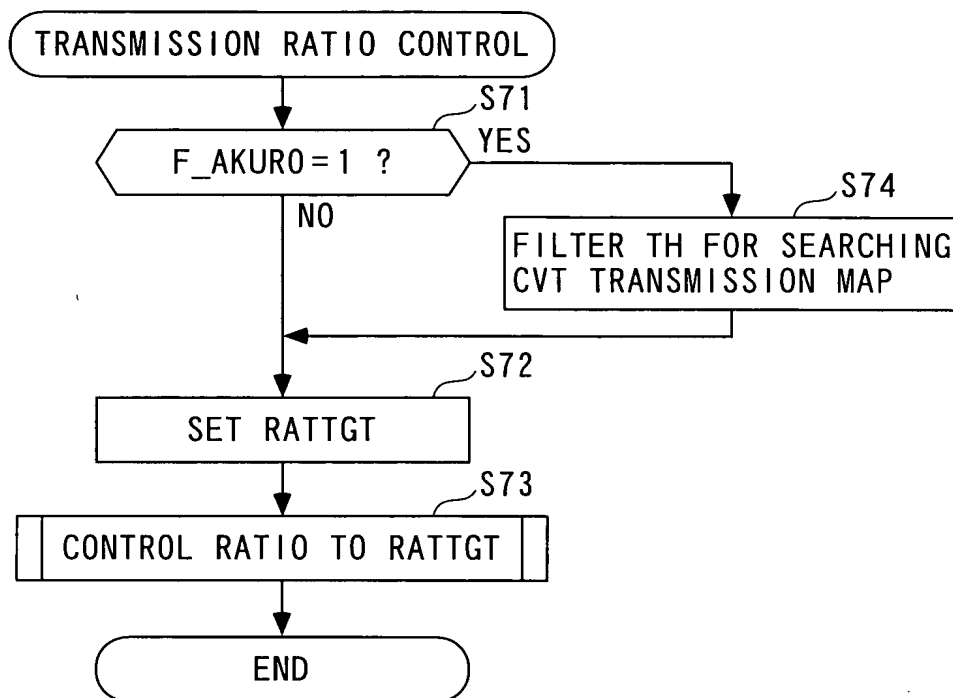 TRANSMISSION RATIO CONTROL
S71
F_AKURO=1 ?
YES
NO
S74
FILTER TH FOR SEARCHING
CVT TRANSMISSION MAP
S72
SET RATTGT
S73
CONTROL RATIO TO RATTGT
END